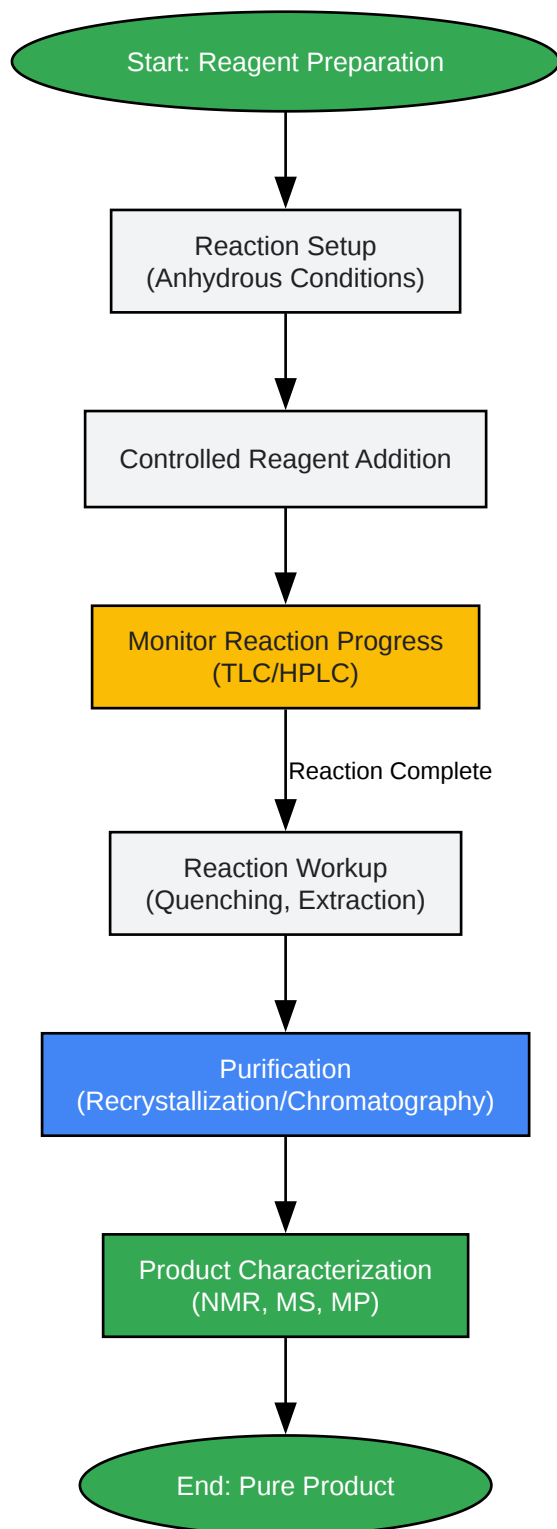 Start: Reagent Preparation
Reaction Setup
(Anhydrous Conditions)
Controlled Reagent Addition
Monitor Reaction Progress
(TLC/HPLC)
Reaction Complete
Reaction Workup
(Quenching, Extraction)
Purification
(Recrystallization/Chromatography)
Product Characterization
(NMR, MS, MP)
End: Pure Product